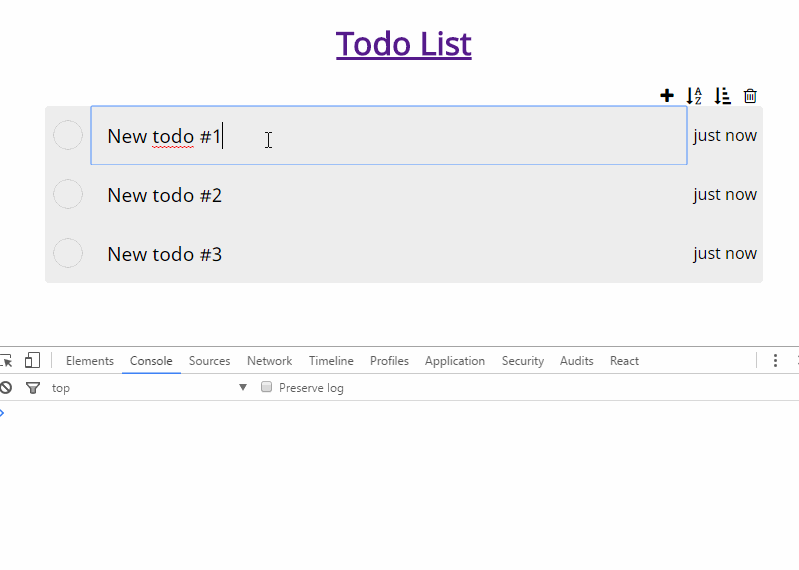 Todo List
New todo #1 just now
New todo #2 just now
New todo #3 just now
Elements Console Sources Network Timeline Profiles Application Security Audits React
top Preserve log